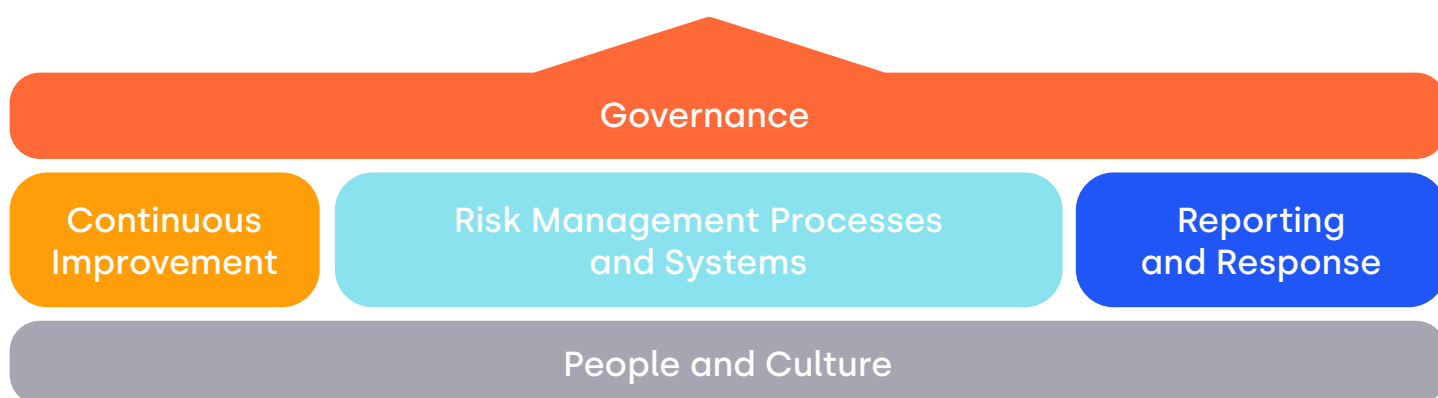 Governance
Continuous
Improvement
Risk Management Processes
and Systems
Reporting
and Response
People and Culture